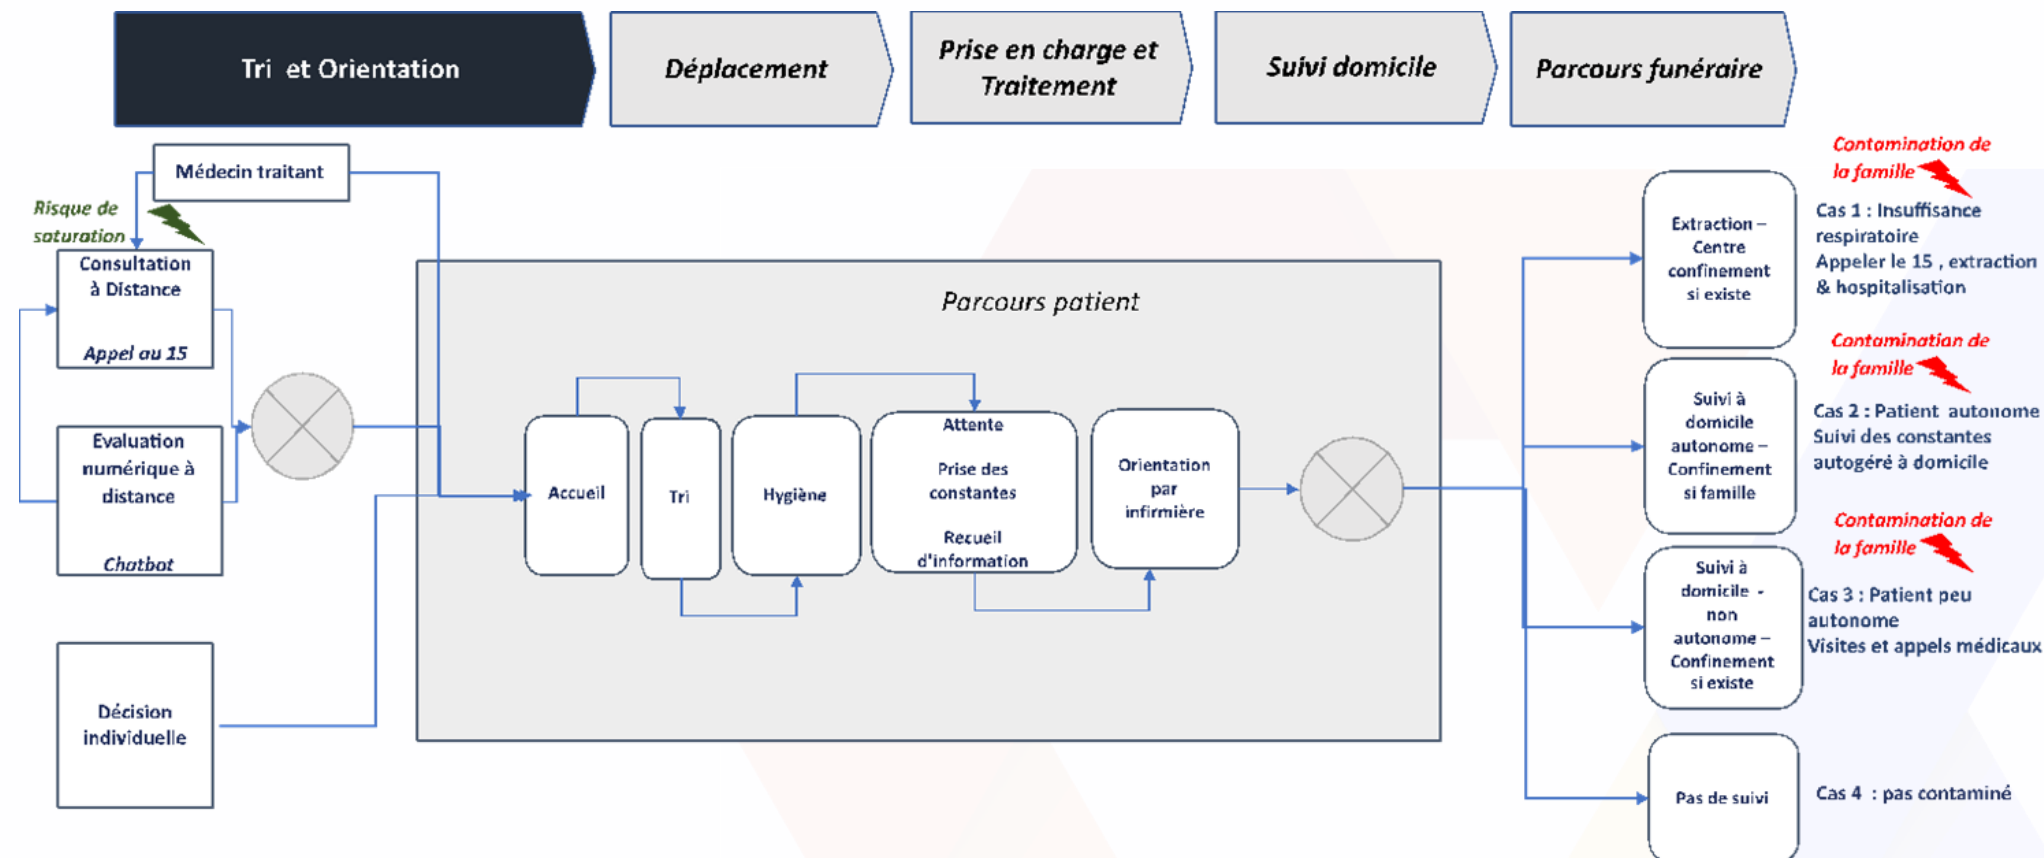 Tri et Orientation
Déplacement
Prise en charge et
Traitement
Suivi domicile
Parcours funéraire
Médecin traitant
Risque de
saturation
Consultation
à Distance
Appel au 15
Evaluation
numérique à
distance
Chatbot
Décision
individuelle
Parcours patient
Accueil
Tri
Hygiène
Attente
Prise des
constantes
Recueil
d'information
Orientation
par
infirmière
Extraction –
Centre
confinement
si existe
Contamination de
la famille
Cas 1 : Insuffisance
respiratoire
Appeler le 15 , extraction
& hospitalisation
Suivi à
domicile
autonome –
Confinement
si famille
Contamination de
la famille
Cas 2 : Patient autonome
Suivi des constantes
autogéré à domicile
Suivi à
domicile -
non
autonome –
Confinement
si existe
Contamination de
la famille
Cas 3 : Patient peu
autonome
Visites et appels médicaux
Pas de suivi
Cas 4 : pas contaminé